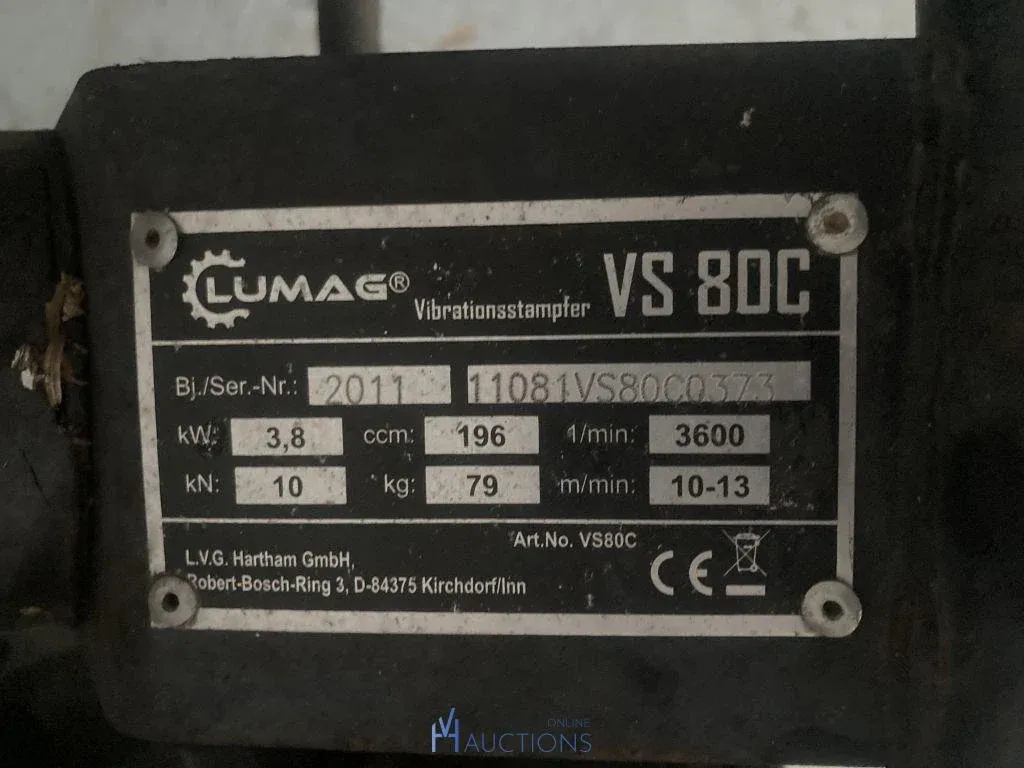 LUMAG® Vibrationsstampfer VS 80C
Bj./Ser.-Nr.: 2011 11081VS80C0373
kW: 3,8 ccm: 196 1/min: 3600
kN: 10 kg: 79 m/min: 10-13
Art.No. VS80C
L.V.G. Hartham GmbH,
Robert-Bosch-Ring 3, D-84375 Kirchdorf/Inn
CE
VH ONLINE
AUCTIONS